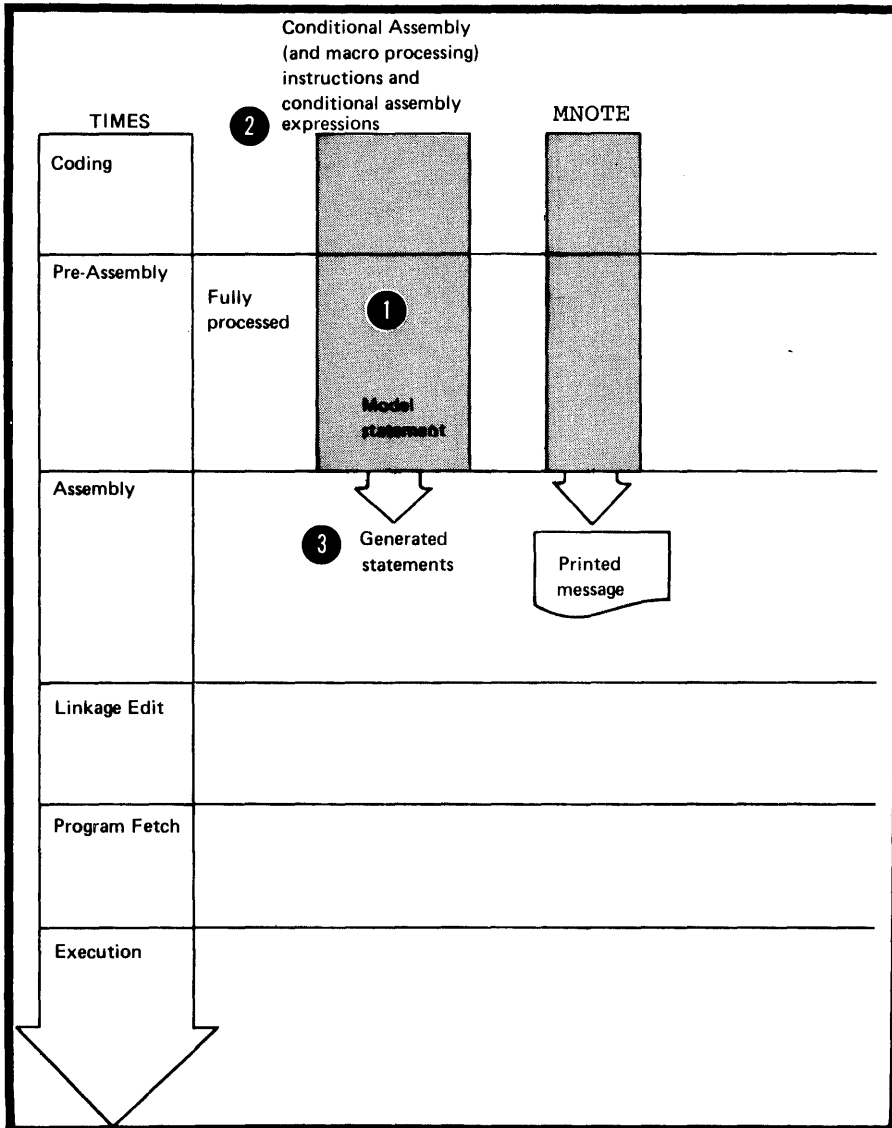 Conditional Assembly
(and macro processing)
instructions and
conditional assembly
expressions
2
MNOTE
TIMES
Coding
Pre-Assembly
Fully
processed
1
Model
statement
Assembly
3
Generated
statements
Printed
message
Linkage Edit
Program Fetch
Execution